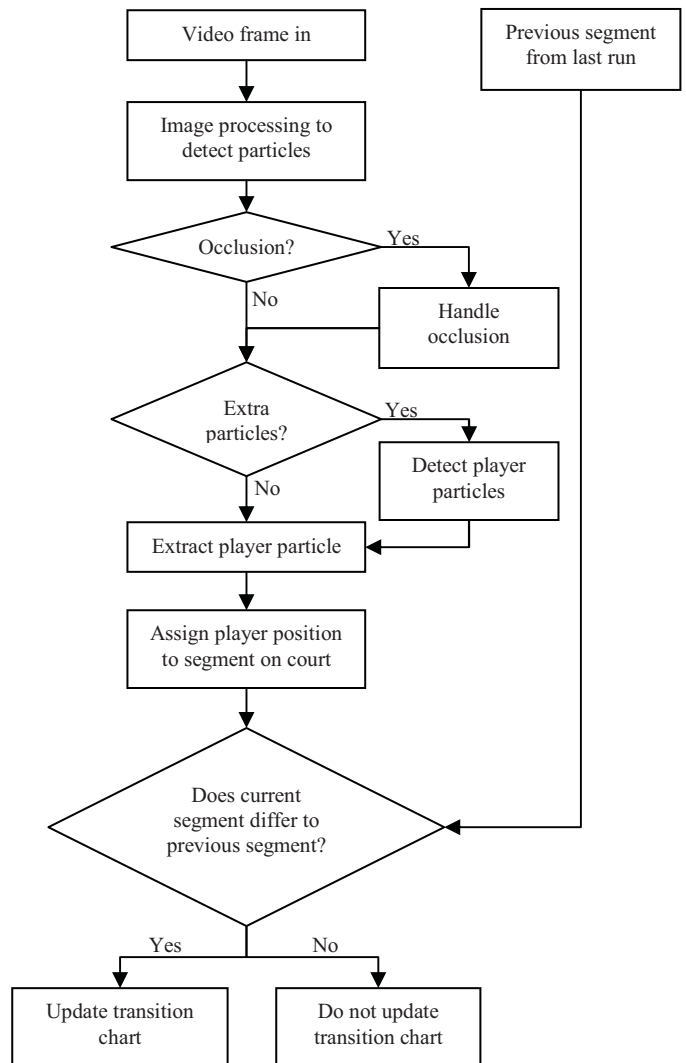 Video frame in
Previous segment
from last run
Image processing to
detect particles
Occlusion?
Yes
No
Handle
occlusion
Extra
particles?
Yes
No
Detect player
particles
Extract player particle
Assign player position
to segment on court
Does current
segment differ to
previous segment?
Yes
No
Update transition
chart
Do not update
transition chart